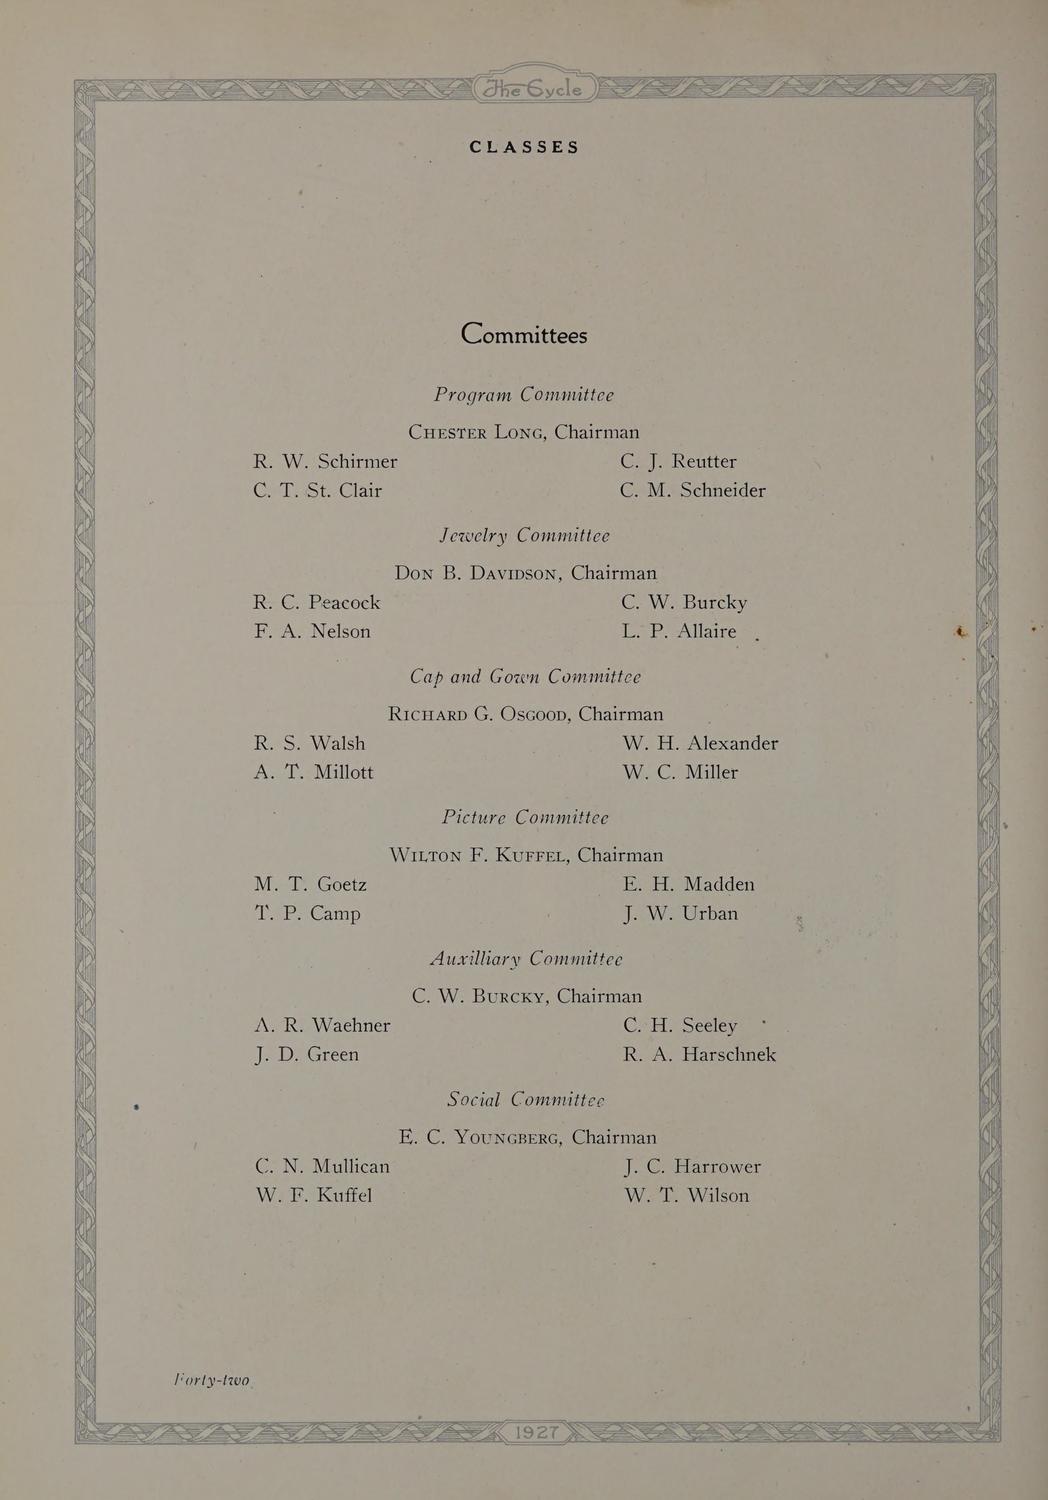 The Cycle
CLASSES
Committees
Program Committee
CHESTER LONG, Chairman
R. W. Schirmer C. J. Reutter
C. T. St. Clair C. M. Schneider
Jewelry Committee
DON B. DAVIDSON, Chairman
R. C. Peacock C. W. Burcky
F. A. Nelson L. P. Allaire
Cap and Gown Committee
RICHARD G. OSGOOD, Chairman
R. S. Walsh W. H. Alexander
A. T. Millott W. C. Miller
Picture Committee
WILTON F. KUFFEL, Chairman
M. T. Goetz E. H. Madden
T. P. Camp J. W. Urban
Auxilliary Committee
C. W. BURCKY, Chairman
A. R. Waehner C. H. Seeley
J. D. Green R. A. Harschnek
Social Committee
E. C. YOUNGBERG, Chairman
C. N. Mullican J. C. Harrower
W. F. Kuffel W. T. Wilson
Forty-two
1927